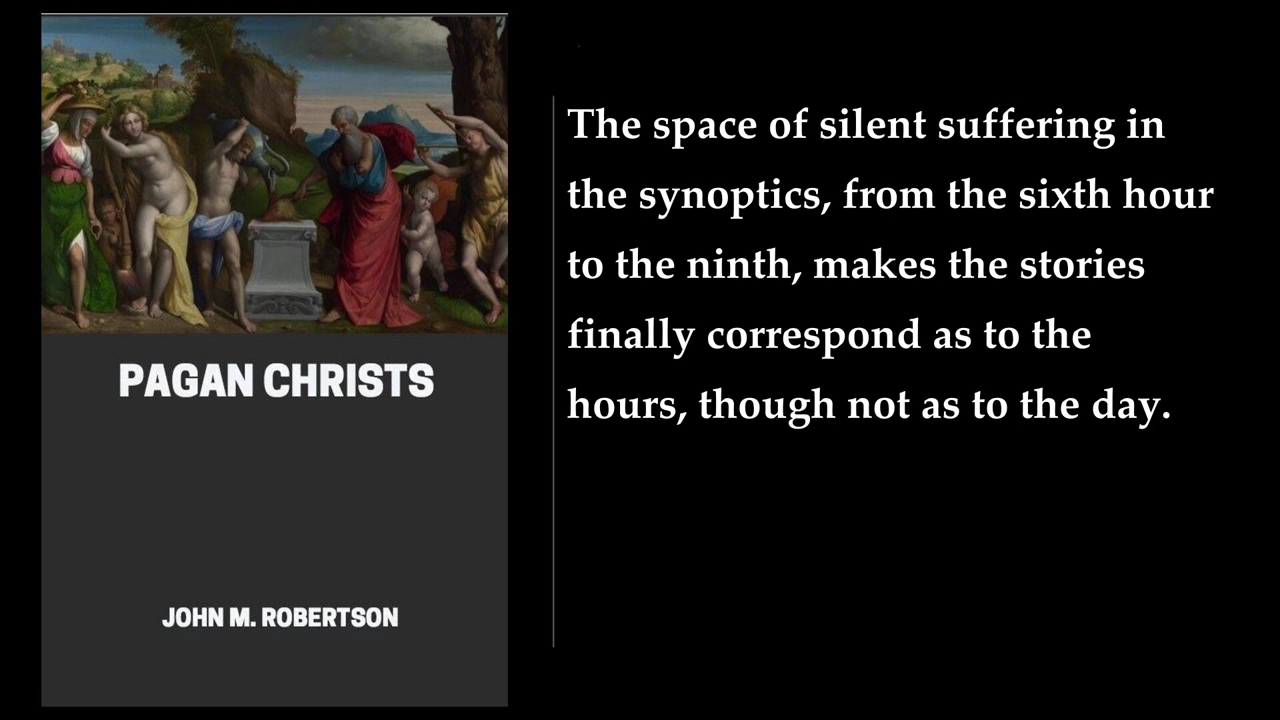 PAGAN CHRISTS
JOHN M. ROBERTSON
The space of silent suffering in
the synoptics, from the sixth hour
to the ninth, makes the stories
finally correspond as to the
hours, though not as to the day.